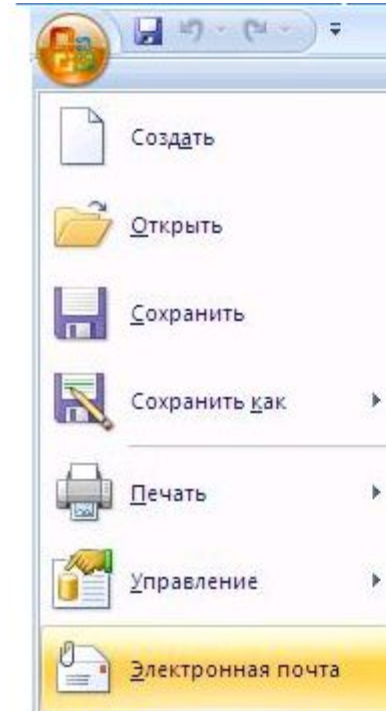 Создать
Открыть
Сохранить
Сохранить как
Печать
Управление
Электронная почта